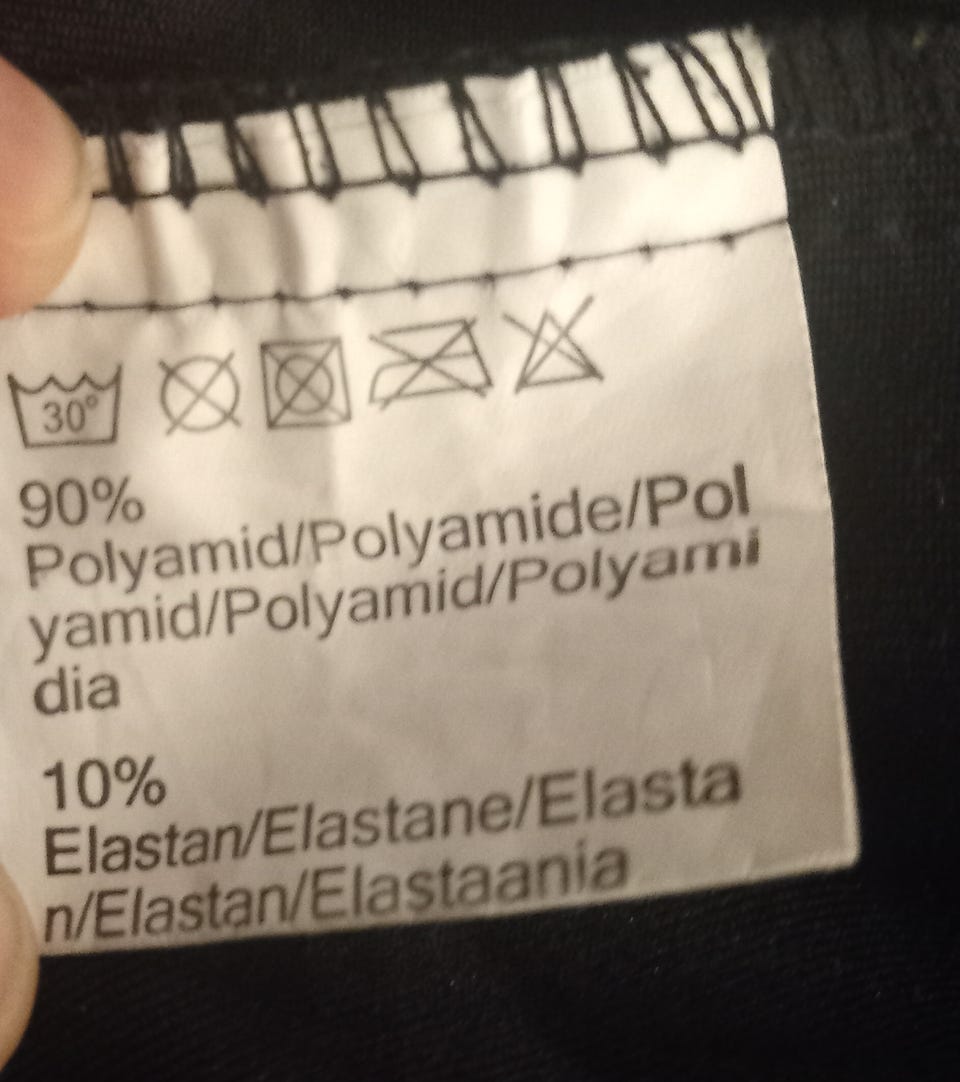 30°
90%
Polyamid/Polyamide/Pol
yamid/Polyamid/Polyami
dia
10%
Elastan/Elastane/Elasta
n/Elastan/Elastaania